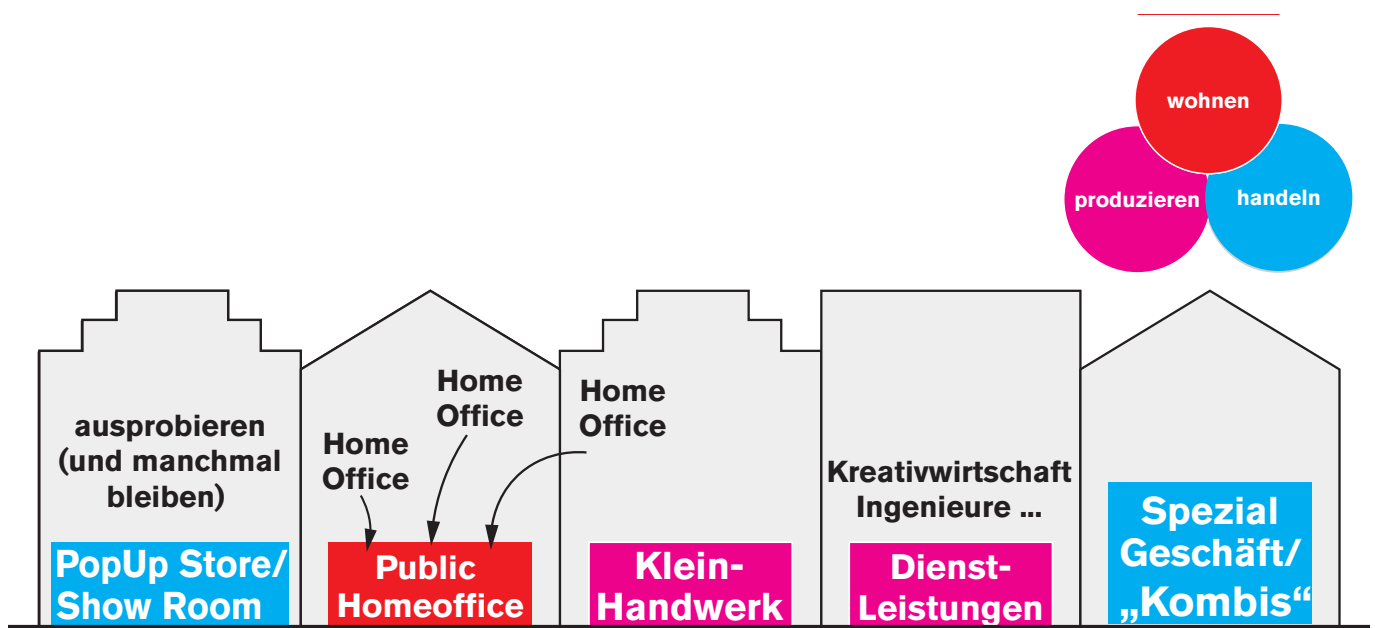 wohnen
produzieren
handeln
ausprobieren
(und manchmal
bleiben)
PopUp Store/
Show Room
Home
Office
Home
Office
Home
Office
Public
Homeoffice
Klein-
Handwerk
Kreativwirtschaft
Ingenieure ...
Dienst-
Leistungen
Spezial
Geschäft/
„Kombis“